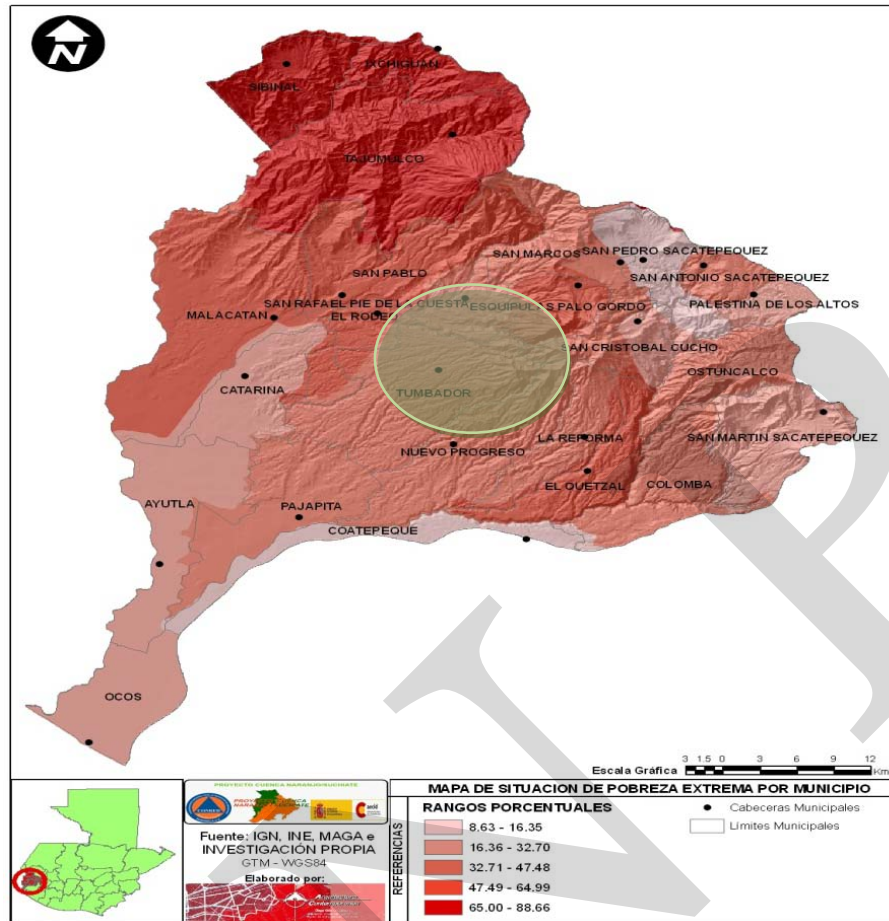 N
IXCHIGUAN
SIBINAL
TAJUMULCO
SAN MARCOS
SAN PEDRO SACATEPEQUEZ
SAN PABLO
SAN ANTONIO SACATEPEQUEZ
SAN RAFAEL PIE DE LA CUESTA
ESQUIPULAS PALO GORDO
PALESTINA DE LOS ALTOS
MALACATAN
EL RODEO
SAN CRISTOBAL CUCHO
OSTUNCALCO
CATARINA
TUMBADOR
LA REFORMA
SAN MARTIN SACATEPEQUEZ
NUEVO PROGRESO
EL QUETZAL
COLOMBA
AYUTLA
PAJAPITA
COATEPEQUE
OCOS
Escala Gráfica
3 1.5 0 3 6 9 12
Km
PROYECTO CUENCA NARANJO/SUCHIATE
Fuente: IGN, INE, MAGA e
INVESTIGACIÓN PROPIA
GTM - WGS84
Elaborado por:
REFERENCIAS
MAPA DE SITUACION DE POBREZA EXTREMA POR MUNICIPIO
RANGOS PORCENTUALES
8.63 - 16.35
16.36 - 32.70
32.71 - 47.48
47.49 - 64.99
65.00 - 88.66
Cabeceras Municipales
Límites Municipales